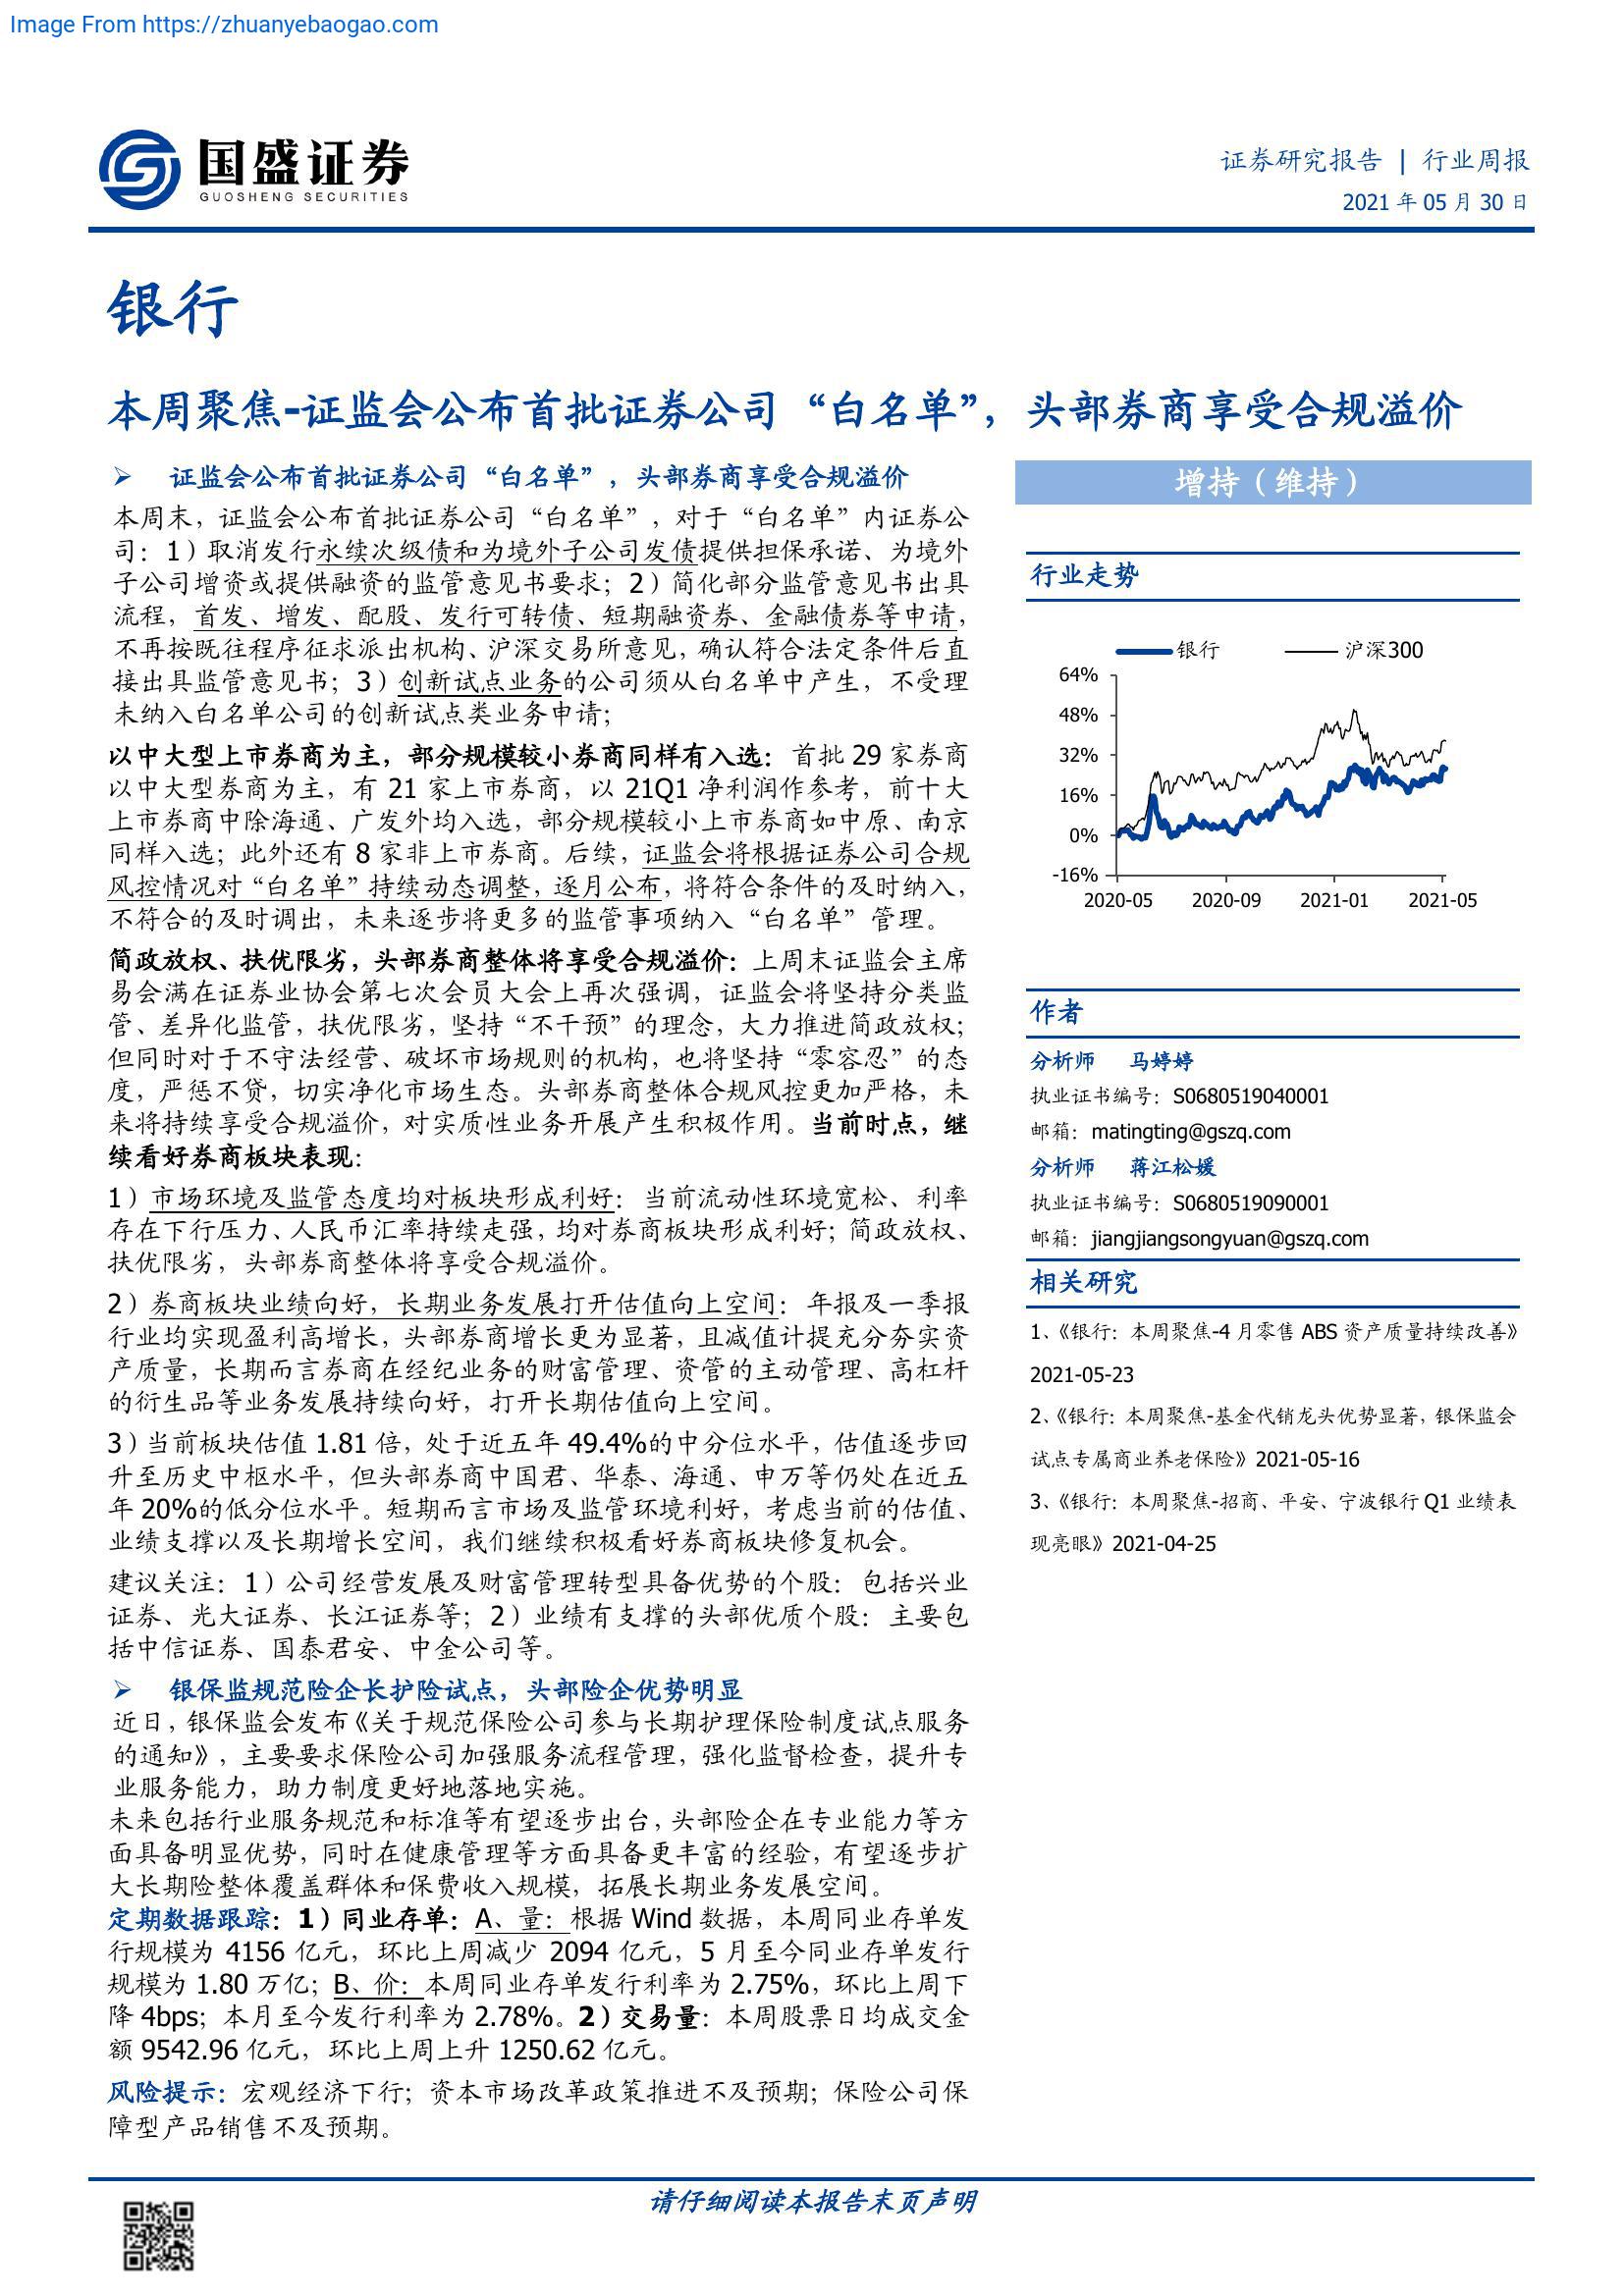 Image From https://zhuanyebaogao.com
国盛证券
GUOSHENG SECURITIES
证券研究报告 | 行业周报
2021 年 05 月 30 日
银行
本周聚焦-证监会公布首批证券公司“白名单”，头部券商享受合规溢价
➢ 证监会公布首批证券公司“白名单”，头部券商享受合规溢价
本周末，证监会公布首批证券公司“白名单”，对于“白名单”内证券公
司：1）取消发行永续次级债和为境外子公司发债提供担保承诺、为境外
子公司增资或提供融资的监管意见书要求；2）简化部分监管意见书出具
流程，首发、增发、配股、发行可转债、短期融资券、金融债券等申请，
不再按既往程序征求派出机构、沪深交易所意见，确认符合法定条件后直
接出具监管意见书；3）创新试点业务的公司须从白名单中产生，不受理
未纳入白名单公司的创新试点类业务申请；
以中大型上市券商为主，部分规模较小券商同样有入选：首批 29 家券商
以中大型券商为主，有 21 家上市券商，以 21Q1 净利润作参考，前十大
上市券商中除海通、广发外均入选，部分规模较小上市券商如中原、南京
同样入选；此外还有 8 家非上市券商。后续，证监会将根据证券公司合规
风控情况对“白名单”持续动态调整，逐月公布，将符合条件的及时纳入，
不符合的及时调出，未来逐步将更多的监管事项纳入“白名单”管理。
简政放权、扶优限劣，头部券商整体将享受合规溢价：上周末证监会主席
易会满在证券业协会第七次会员大会上再次强调，证监会将坚持分类监
管、差异化监管，扶优限劣，坚持“不干预”的理念，大力推进简政放权；
但同时对于不守法经营、破坏市场规则的机构，也将坚持“零容忍”的态
度，严惩不贷，切实净化市场生态。头部券商整体合规风控更加严格，未
来将持续享受合规溢价，对实质性业务开展产生积极作用。当前时点，继
续看好券商板块表现：
1）市场环境及监管态度均对板块形成利好：当前流动性环境宽松、利率
存在下行压力、人民币汇率持续走强，均对券商板块形成利好；简政放权、
扶优限劣，头部券商整体将享受合规溢价。
2）券商板块业绩向好，长期业务发展打开估值向上空间：年报及一季报
行业均实现盈利高增长，头部券商增长更为显著，且减值计提充分夯实资
产质量，长期而言券商在经纪业务的财富管理、资管的主动管理、高杠杆
的衍生品等业务发展持续向好，打开长期估值向上空间。
3）当前板块估值 1.81 倍，处于近五年 49.4%的中分位水平，估值逐步回
升至历史中枢水平，但头部券商中国君、华泰、海通、申万等仍处在近五
年 20%的低分位水平。短期而言市场及监管环境利好，考虑当前的估值、
业绩支撑以及长期增长空间，我们继续积极看好券商板块修复机会。
建议关注：1）公司经营发展及财富管理转型具备优势的个股：包括兴业
证券、光大证券、长江证券等；2）业绩有支撑的头部优质个股：主要包
括中信证券、国泰君安、中金公司等。
➢ 银保监规范险企长护险试点，头部险企优势明显
近日，银保监会发布《关于规范保险公司参与长期护理保险制度试点服务
的通知》，主要要求保险公司加强服务流程管理，强化监督检查，提升专
业服务能力，助力制度更好地落地实施。
未来包括行业服务规范和标准等有望逐步出台，头部险企在专业能力等方
面具备明显优势，同时在健康管理等方面具备更丰富的经验，有望逐步扩
大长期险整体覆盖群体和保费收入规模，拓展长期业务发展空间。
定期数据跟踪：1）同业存单：A、量：根据 Wind 数据，本周同业存单发
行规模为 4156 亿元，环比上周减少 2094 亿元，5 月至今同业存单发行
规模为 1.80 万亿；B、价：本周同业存单发行利率为 2.75%，环比上周下
降 4bps；本月至今发行利率为 2.78%。2）交易量：本周股票日均成交金
额 9542.96 亿元，环比上周上升 1250.62 亿元。
风险提示：宏观经济下行；资本市场改革政策推进不及预期；保险公司保
障型产品销售不及预期。
增持（维持）
行业走势
银行 沪深300
64%
48%
32%
16%
0%
-16%
2020-05 2020-09 2021-01 2021-05
作者
分析师 马婷婷
执业证书编号：S0680519040001
邮箱：matingting@gszq.com
分析师 蒋江松媛
执业证书编号：S0680519090001
邮箱：jiangjiangsongyuan@gszq.com
相关研究
1、《银行：本周聚焦-4 月零售 ABS 资产质量持续改善》
2021-05-23
2、《银行：本周聚焦-基金代销龙头优势显著，银保监会
试点专属商业养老保险》2021-05-16
3、《银行：本周聚焦-招商、平安、宁波银行 Q1 业绩表
现亮眼》2021-04-25
请仔细阅读本报告末页声明